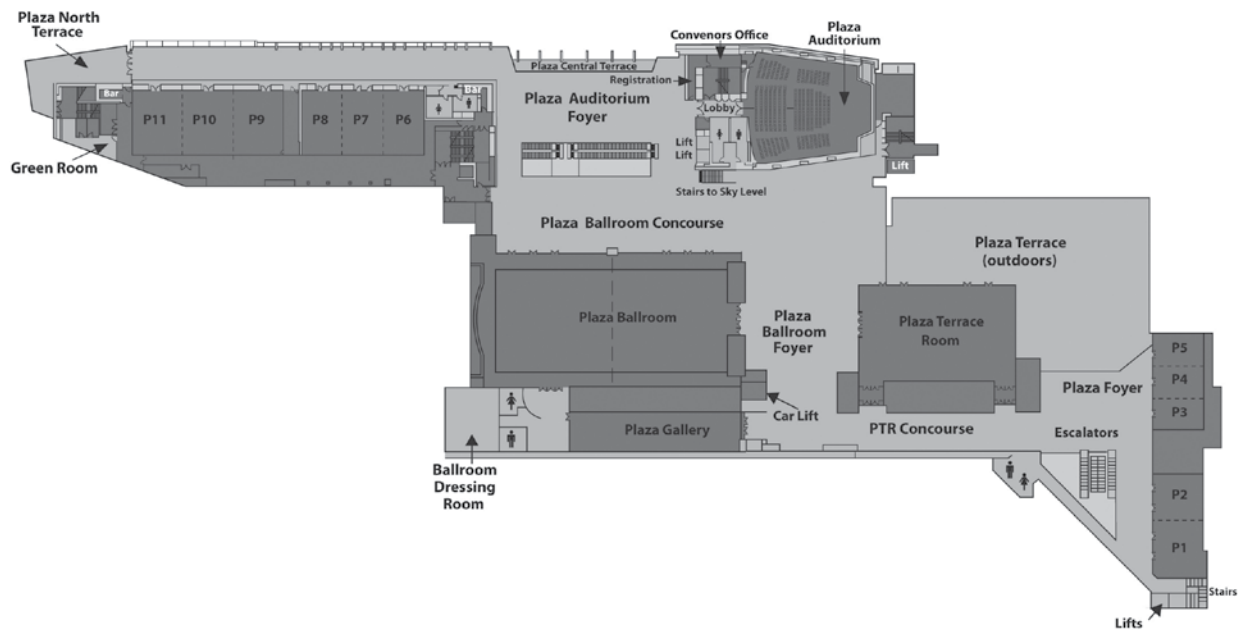 Plaza North
Terrace
Convenors Office
Plaza
Auditorium
Plaza Central Terrace
Registration
Bar
Bar
Plaza Auditorium
Foyer
Lobby
P11
P10
P9
P8
P7
P6
Lift
Lift
Green Room
Lift
Stairs to Sky Level
Plaza Ballroom Concourse
Plaza Terrace
(outdoors)
Plaza Ballroom
Plaza
Ballroom
Foyer
Plaza Terrace
Room
P5
P4
P3
Plaza Foyer
Car Lift
Plaza Gallery
PTR Concourse
Escalators
Ballroom
Dressing
Room
P2
P1
Stairs
Lifts